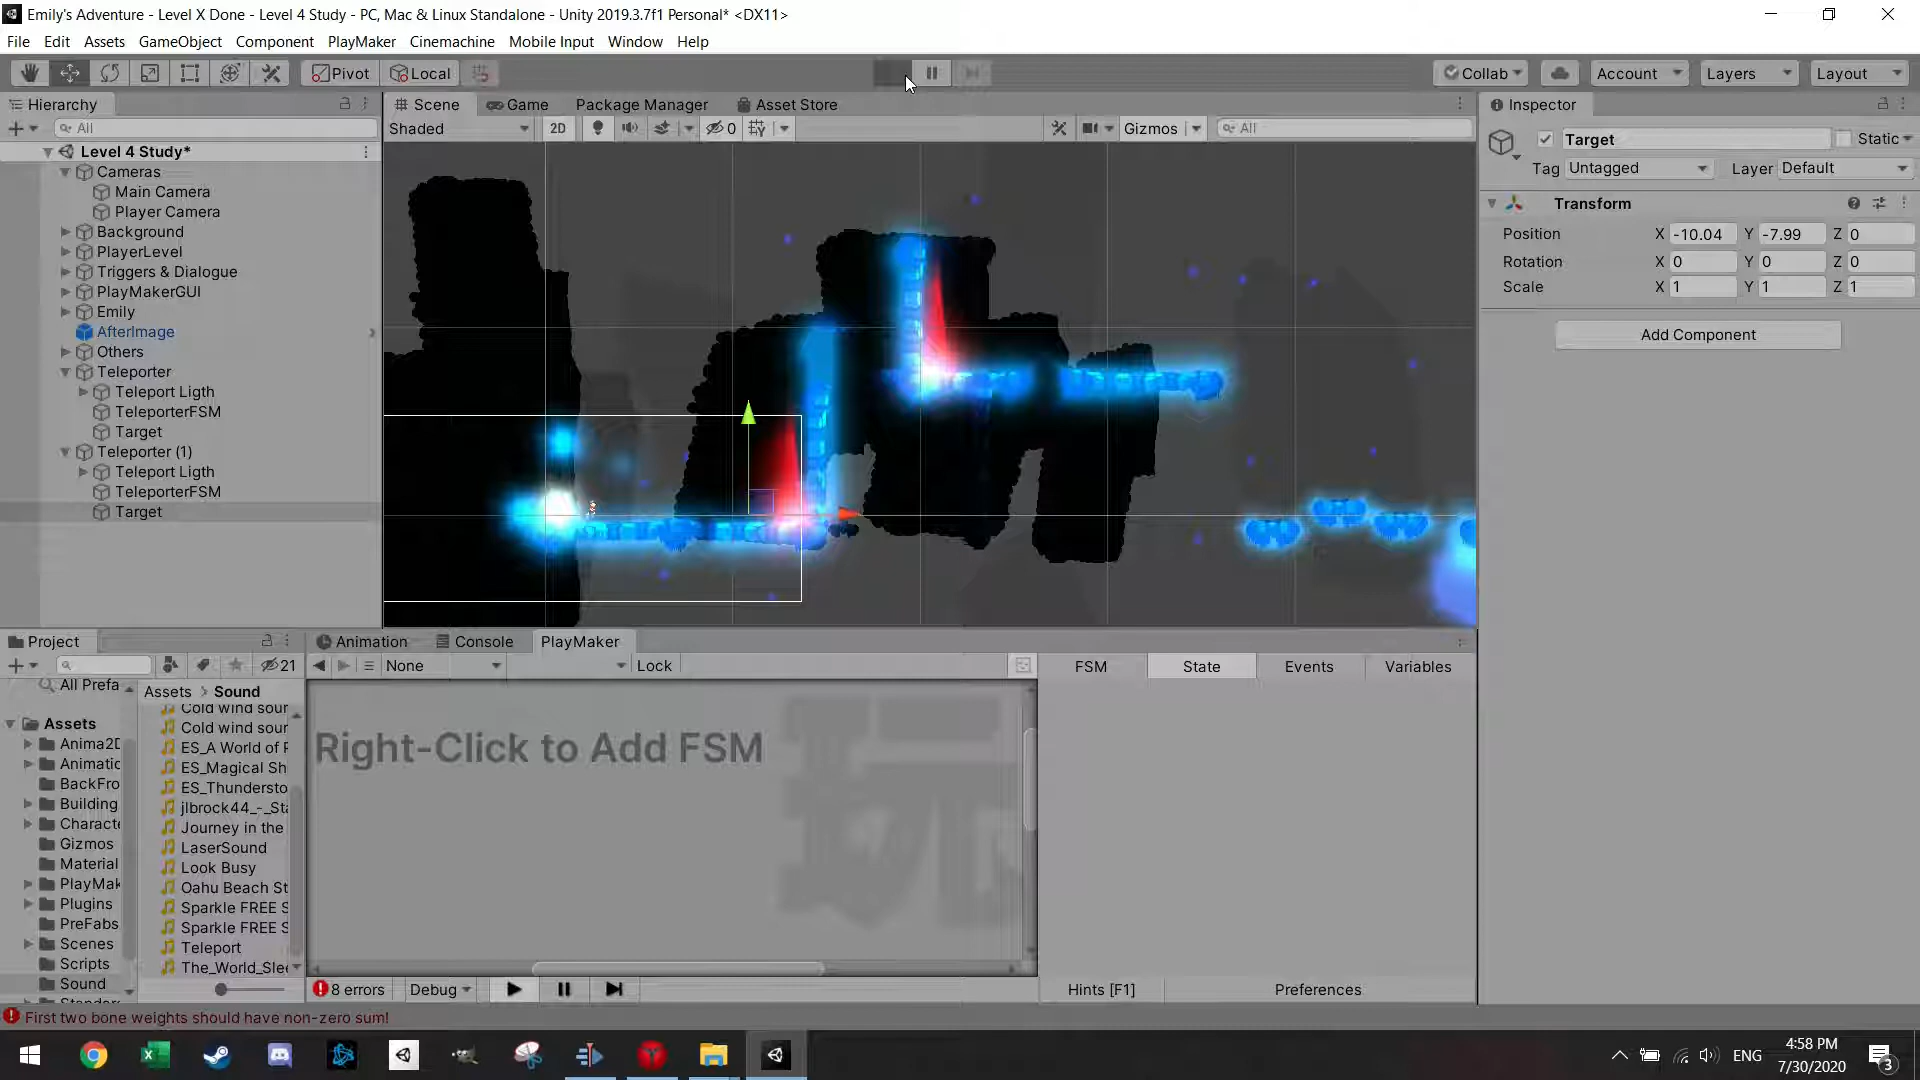 Emily's Adventure - Level X Done - Level 4 Study - PC, Mac & Linux Standalone - Unity 2019.3.7f1 Personal* <DX11>
File Edit Assets GameObject Component PlayMaker Cinemachine Mobile Input Window Help
Pivot Local Collab Account Layers Layout
Hierarchy
All
Level 4 Study*
Cameras
Main Camera
Player Camera
Background
PlayerLevel
Triggers & Dialogue
PlayMakerGUI
Emily
AfterImage
Others
Teleporter
Teleport Ligth
TeleporterFSM
Target
Teleporter (1)
Teleport Ligth
TeleporterFSM
Target
Scene Game Package Manager Asset Store
Shaded 2D 0 Gizmos All
Inspector
Target Static
Tag Untagged Layer Default
Transform
Position X -10.04 Y -7.99 Z 0
Rotation X 0 Y 0 Z 0
Scale X 1 Y 1 Z 1
Add Component
Project
21
All Prefa
Assets
Anima2D
Animatic
BackFro
Building
Characte
Gizmos
Material
PlayMak
Plugins
PreFabs
Scenes
Scripts
Sound
Assets > Sound
Cold wind sour
Cold wind sour
ES_A World of F
ES_Magical Sh
ES_Thundersto
jlbrock44_-_Sta
Journey in the
LaserSound
Look Busy
Oahu Beach St
Sparkle FREE S
Sparkle FREE S
Teleport
The_World_Slee
Animation Console PlayMaker
None Lock
Right-Click to Add FSM
8 errors Debug
FSM State Events Variables
Hints [F1] Preferences
First two bone weights should have non-zero sum!
ENG
4:58 PM
7/30/2020
3